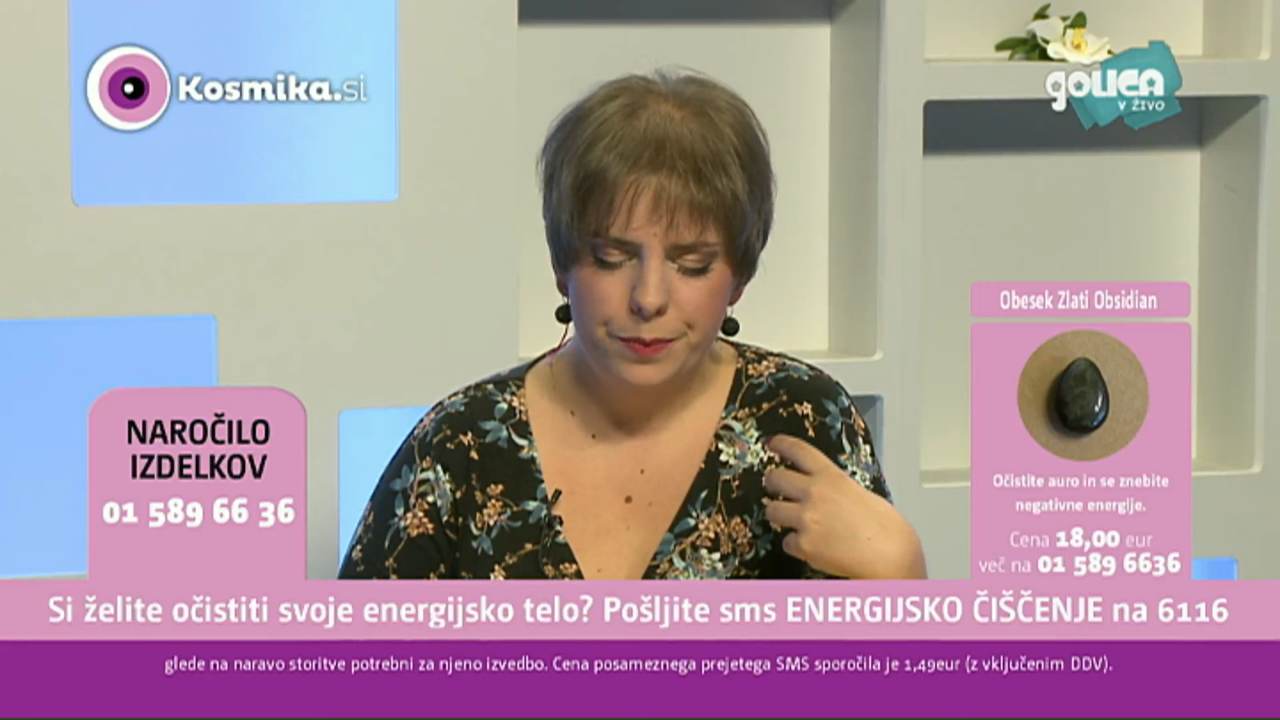 Kosmika.si
GOLICA
V ŽIVO
Obesek Zlati Obsidian
NAROČILO
IZDELKOV
01 589 66 36
Očistite auro in se znebite
negativne energije.
Cena 18,00 eur
več na 01 589 6636
Si želite očistiti svoje energijsko telo? Pošljite sms ENERGIJSKO ČIŠČENJE na 6116
glede na naravo storitve potrebni za njeno izvedbo. Cena posameznega prejetega SMS sporočila je 1,49eur (z vključenim DDV).